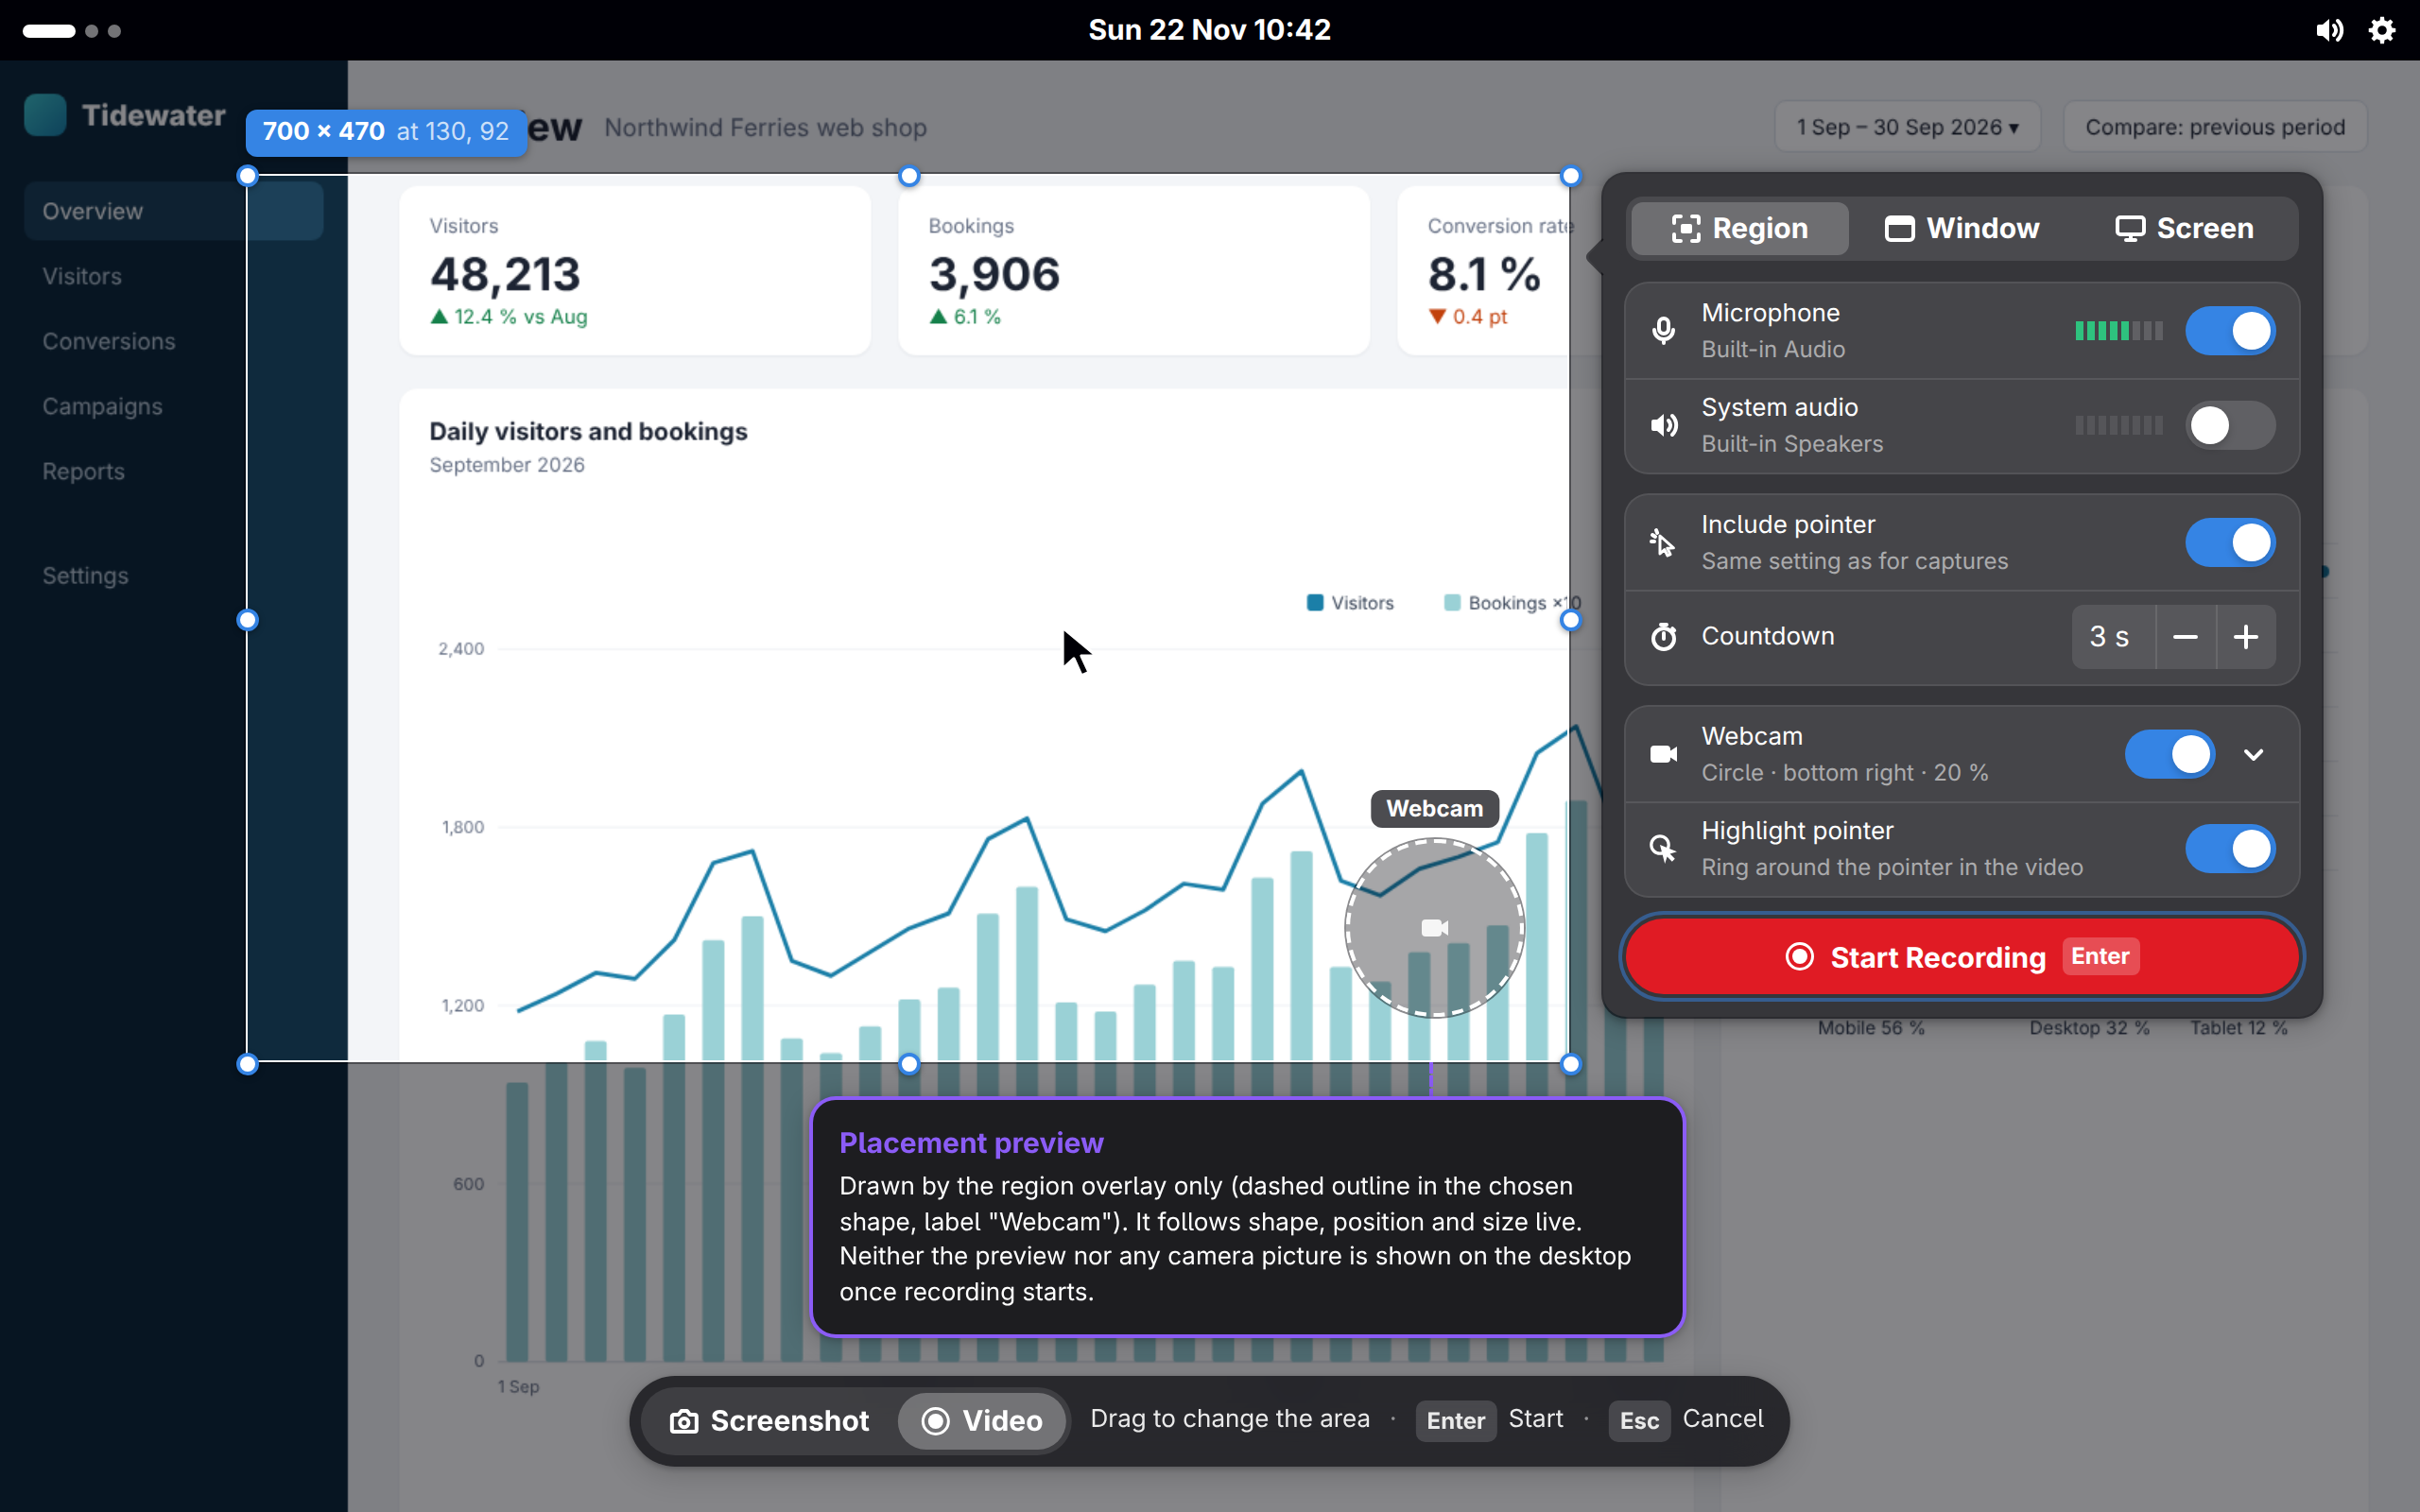 Sun 22 Nov 10:42
Tidewater
700 × 470 at 130, 92
ew
Northwind Ferries web shop
1 Sep – 30 Sep 2026 ▾
Compare: previous period
Overview
Visitors
Conversions
Campaigns
Reports
Settings
Visitors
48,213
▲ 12.4 % vs Aug
Bookings
3,906
▲ 6.1 %
Conversion rate
8.1 %
▼ 0.4 pt
Daily visitors and bookings
September 2026
Visitors
Bookings ×10
2,400
1,800
1,200
600
0
1 Sep
Webcam
Region
Window
Screen
Microphone
Built-in Audio
System audio
Built-in Speakers
Include pointer
Same setting as for captures
Countdown
3 s
Webcam
Circle · bottom right · 20 %
Highlight pointer
Ring around the pointer in the video
Start Recording Enter
Mobile 56 %
Desktop 32 %
Tablet 12 %
Placement preview
Drawn by the region overlay only (dashed outline in the chosen
shape, label "Webcam"). It follows shape, position and size live.
Neither the preview nor any camera picture is shown on the desktop
once recording starts.
Screenshot
Video
Drag to change the area · Enter Start · Esc Cancel